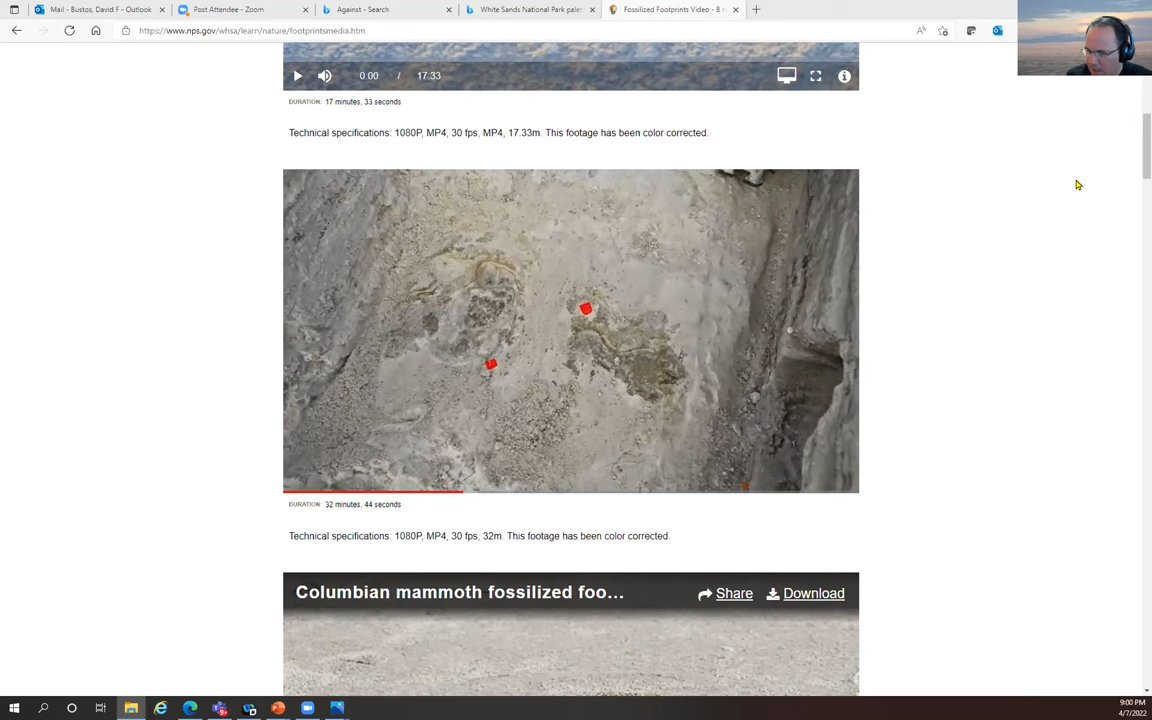 Mail - Bustos, David F - Outlook
Post Attendee - Zoom
Against - Search
White Sands National Park pale
Fossilized Footprints Video - B
https://www.nps.gov/whsa/learn/nature/footprintsmedia.htm
0:00 / 17.33
DURATION: 17 minutes, 33 seconds
Technical specifications: 1080P, MP4, 30 fps, MP4, 17.33m. This footage has been color corrected.
DURATION: 32 minutes, 44 seconds
Technical specifications: 1080P, MP4, 30 fps, 32m. This footage has been color corrected.
Columbian mammoth fossilized foo... Share Download
9:00 PM
4/7/2022